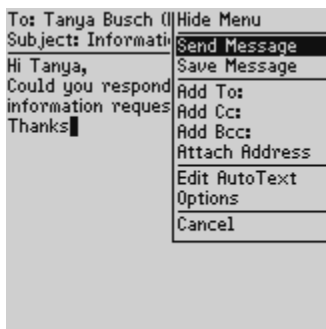 To: Tanya Busch (
Subject: Informati
Hi Tanya,
Could you respond
information reques
Thanks
Hide Menu
Send Message
Save Message
Add To:
Add Cc:
Add Bcc:
Attach Address
Edit AutoText
Options
Cancel